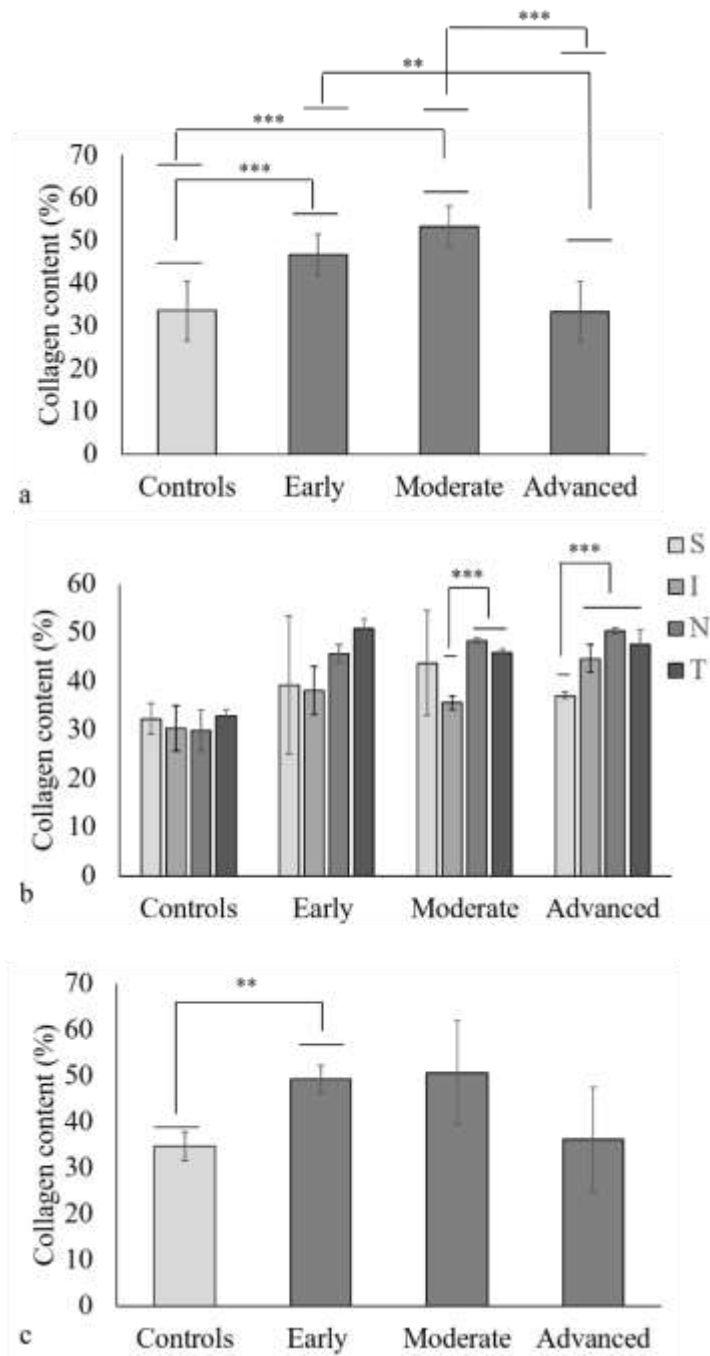 ***
**
***
***
70
60
50
40
30
20
10
0
Collagen content (%)
Controls Early Moderate Advanced
a
*** ***
S
I
N
T
60
50
40
30
20
10
0
Collagen content (%)
Controls Early Moderate Advanced
b
**
70
60
50
40
30
20
10
0
Collagen content (%)
Controls Early Moderate Advanced
c